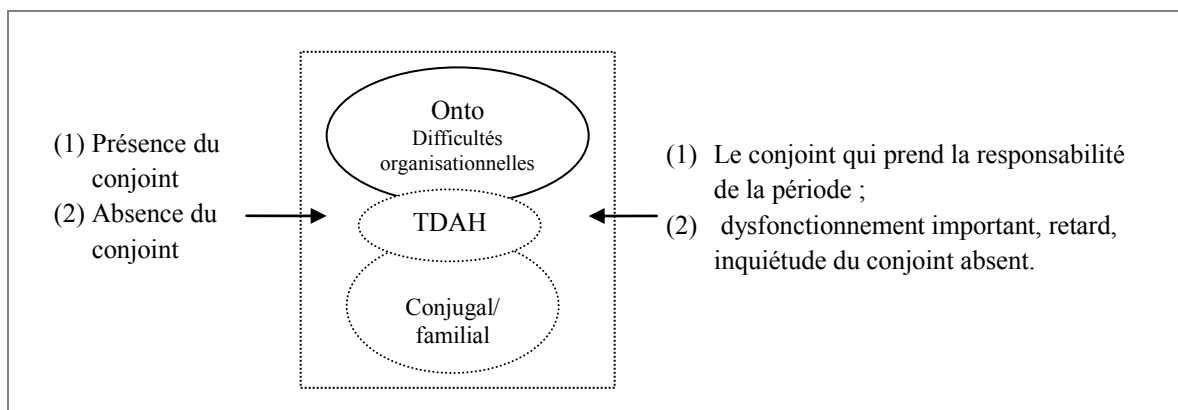 (1) Présence du
conjoint
(2) Absence du
conjoint
Onto
Difficultés
organisationnelles
TDAH
Conjugal/
familial
(1) Le conjoint qui prend la responsabilité
de la période ;
(2) dysfonctionnement important, retard,
inquiétude du conjoint absent.